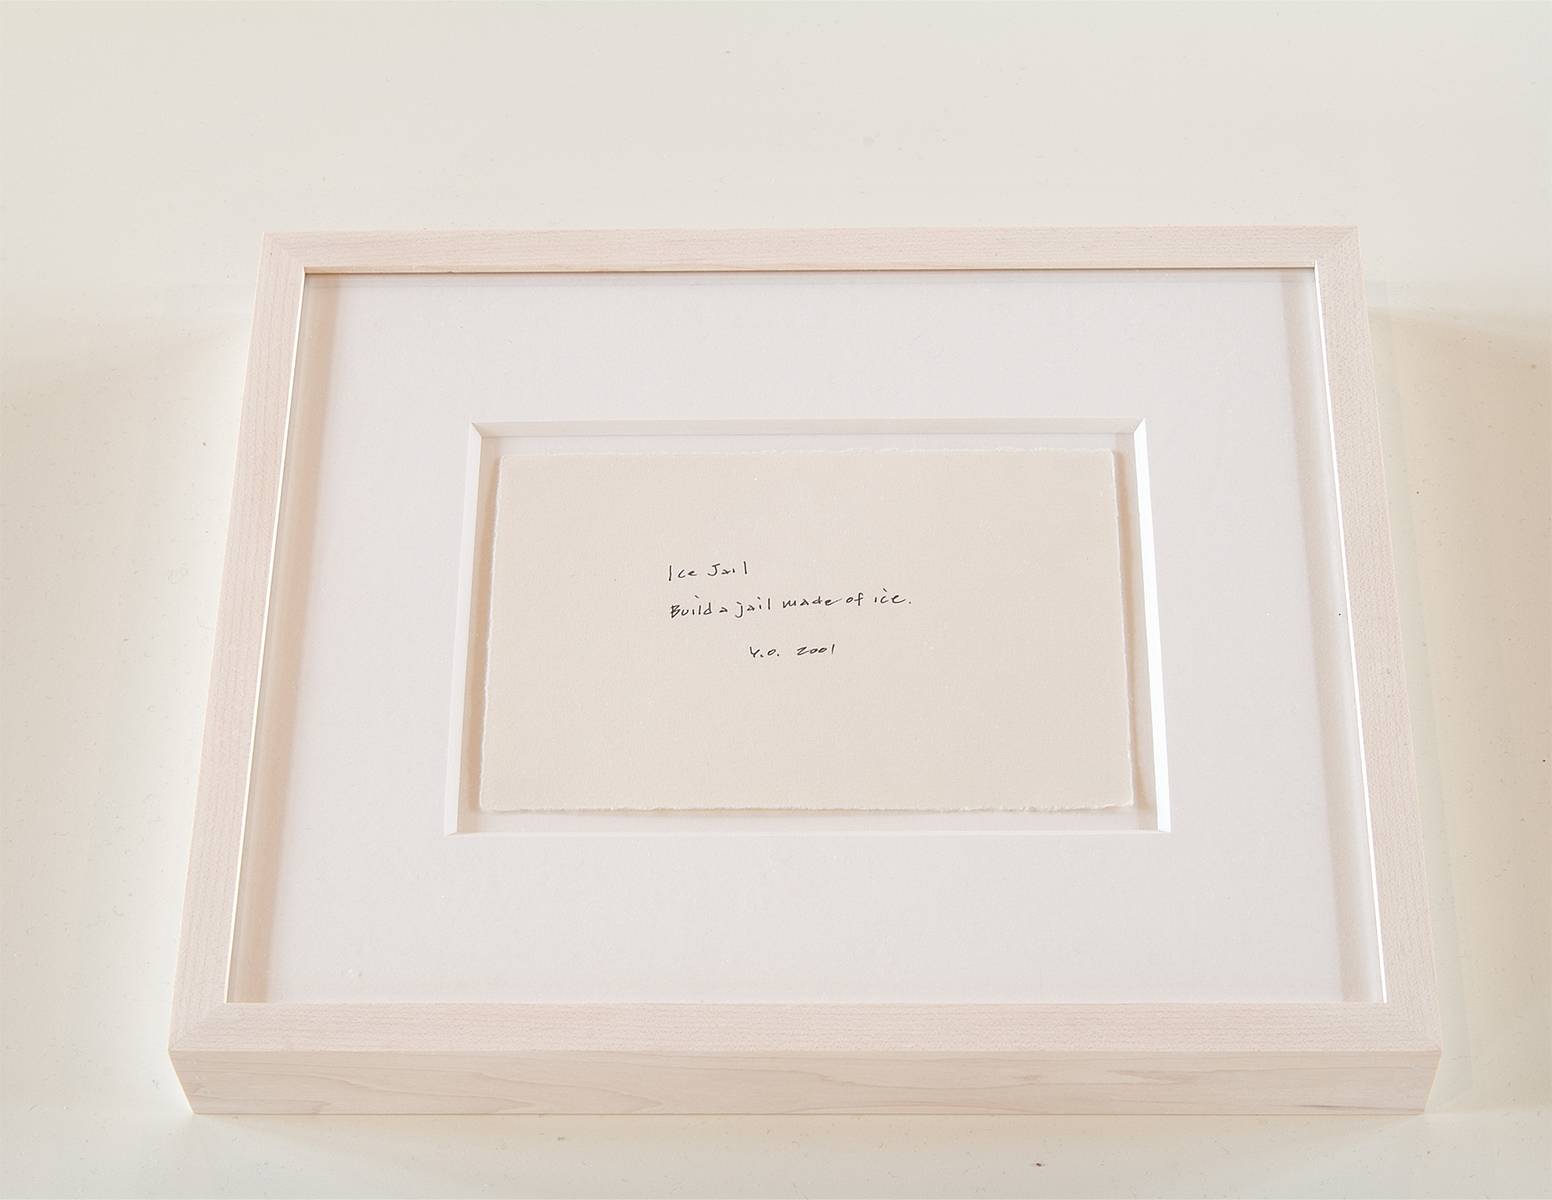 Ice Jail
Build a jail made of ice.
Y.O. 2001